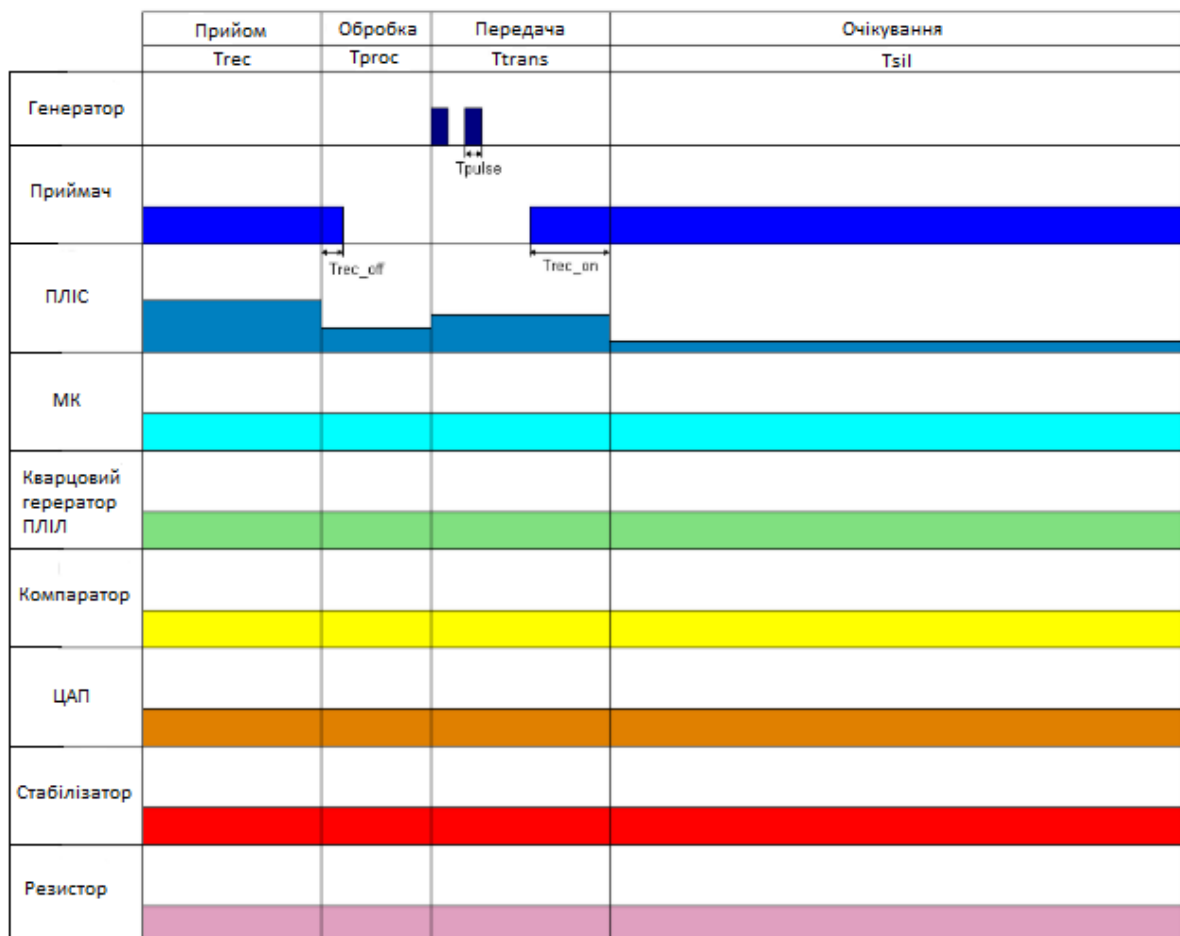 Прийом Обробка Передача Очікування
Trec Tproc Ttrans Tsil
Генератор
Tpulse
Приймач
Trec_off Trec_on
ПЛІС
МК
Кварцовий
герератор
ПЛІЛ
Компаратор
ЦАП
Стабілізатор
Резистор